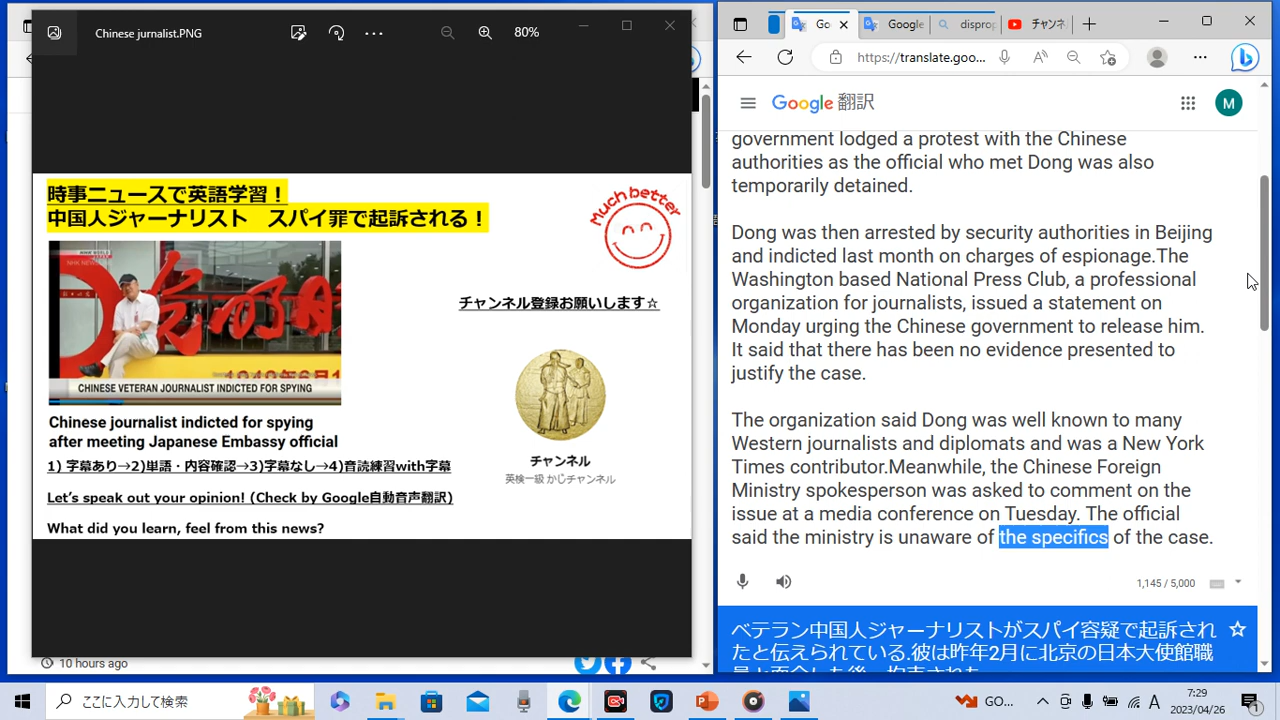 Chinese jurnalist.PNG
80%
時事ニュースで英語学習！
中国人ジャーナリスト　スパイ罪で起訴される！
Much better
チャンネル登録お願いします☆
CHINESE VETERAN JOURNALIST INDICTED FOR SPYING
Chinese journalist indicted for spying
after meeting Japanese Embassy official
チャンネル
英検一級 かじチャンネル
1) 字幕あり→2)単語・内容確認→3)字幕なし→4)音読練習with字幕
Let's speak out your opinion! (Check by Google自動音声翻訳)
What did you learn, feel from this news?
10 hours ago
Go
Google
disprop
チャンネ
https://translate.goo...
Google 翻訳
M
government lodged a protest with the Chinese
authorities as the official who met Dong was also
temporarily detained.
Dong was then arrested by security authorities in Beijing
and indicted last month on charges of espionage.The
Washington based National Press Club, a professional
organization for journalists, issued a statement on
Monday urging the Chinese government to release him.
It said that there has been no evidence presented to
justify the case.
The organization said Dong was well known to many
Western journalists and diplomats and was a New York
Times contributor.Meanwhile, the Chinese Foreign
Ministry spokesperson was asked to comment on the
issue at a media conference on Tuesday. The official
said the ministry is unaware of the specifics of the case.
1,145 / 5,000
ベテラン中国人ジャーナリストがスパイ容疑で起訴され
たと伝えられている.彼は昨年2月に北京の日本大使館職
ここに入力して検索
GO...
A
7:29
2023/04/26